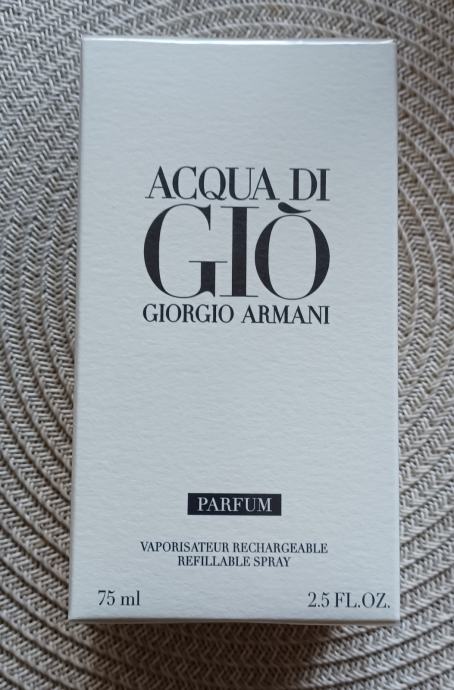 ACQUA DI
GIÒ
GIORGIO ARMANI
PARFUM
VAPORISATEUR RECHARGEABLE
REFILLABLE SPRAY
75 ml 2.5 FL.OZ.